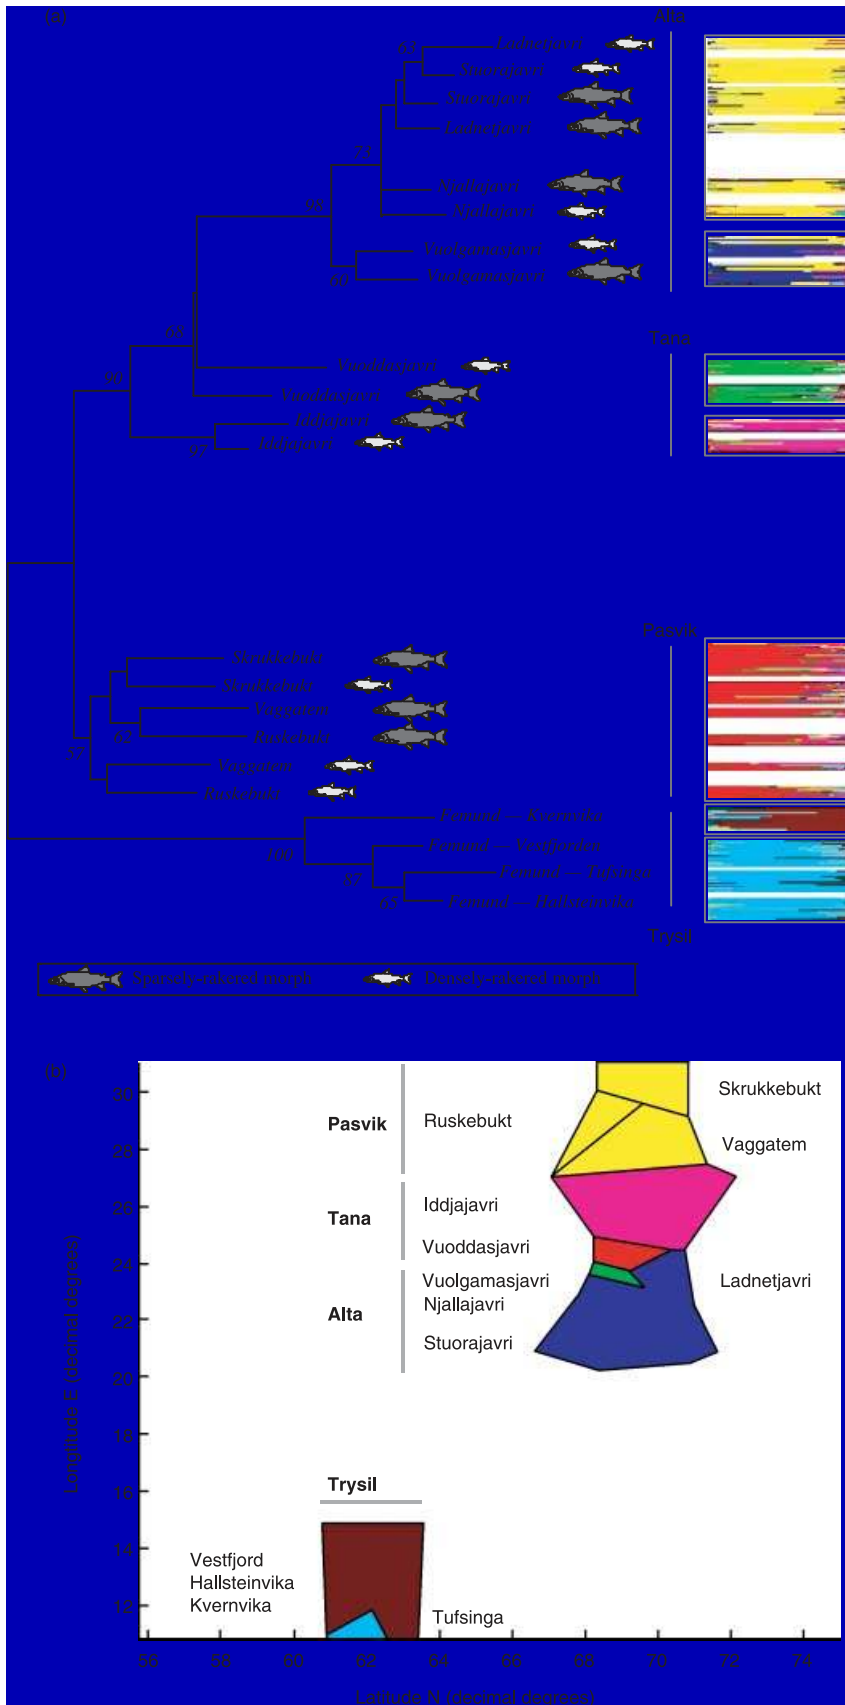 (a)
Alta
63
Ladnetjavri
Stuorajavri
Stuorajavri
Ladnetjavri
73
Njallajavri
Njallajavri
98
Vuolgamasjavri
60
Vuolgamasjavri
68
Tana
90
Vuoddasjavri
Vuoddasjavri
Iddjajavri
97
Iddjajavri
Pasvik
Skrukkebukt
Skrukkebukt
Vaggatem
62
Ruskebukt
57
Vaggatem
Ruskebukt
Femund — Kvernvika
100
Femund — Vestfjorden
87
Femund — Tufsinga
65
Femund — Hallsteinvika
Trysil
Sparsely-rakered morph
Densely-rakered morph
(b)
30
Skrukkebukt
Pasvik
Ruskebukt
28
Vaggatem
26
Iddjajavri
Tana
Vuoddasjavri
24
Vuolgamasjavri
Ladnetjavri
Njallajavri
Alta
22
Stuorajavri
20
Longtitude E (decimal degrees)
18
16
Trysil
14
Vestfjord
Hallsteinvika
Kvernvika
12
Tufsinga
56 58 60 62 64 66 68 70 72 74
Latitude N (decimal degrees)